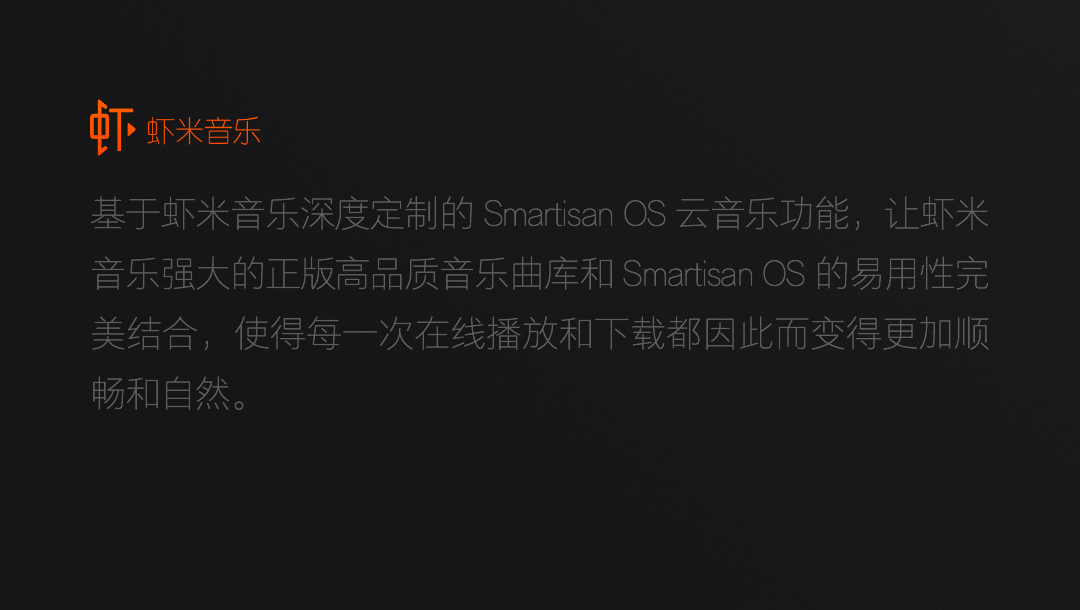 虾 虾米音乐
基于虾米音乐深度定制的 Smartisan OS 云音乐功能，让虾米
音乐强大的正版高品质音乐曲库和 Smartisan OS 的易用性完
美结合，使得每一次在线播放和下载都因此而变得更加顺
畅和自然。